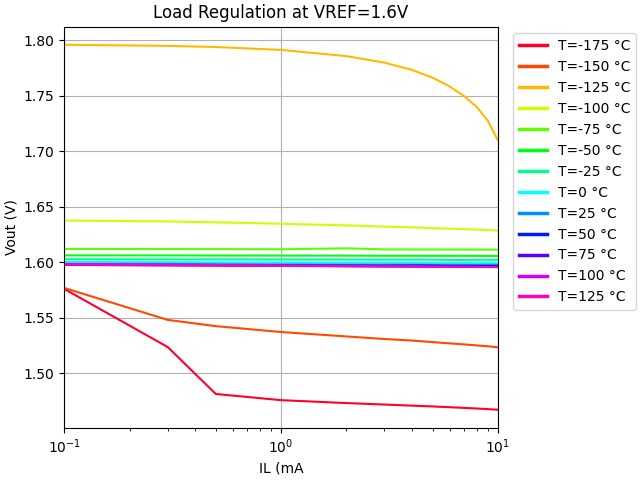 Load Regulation at VREF=1.6V
Vout (V)
1.80
1.75
1.70
1.65
1.60
1.55
1.50
10⁻¹
10⁰
10¹
IL (mA
T=-175 °C
T=-150 °C
T=-125 °C
T=-100 °C
T=-75 °C
T=-50 °C
T=-25 °C
T=0 °C
T=25 °C
T=50 °C
T=75 °C
T=100 °C
T=125 °C